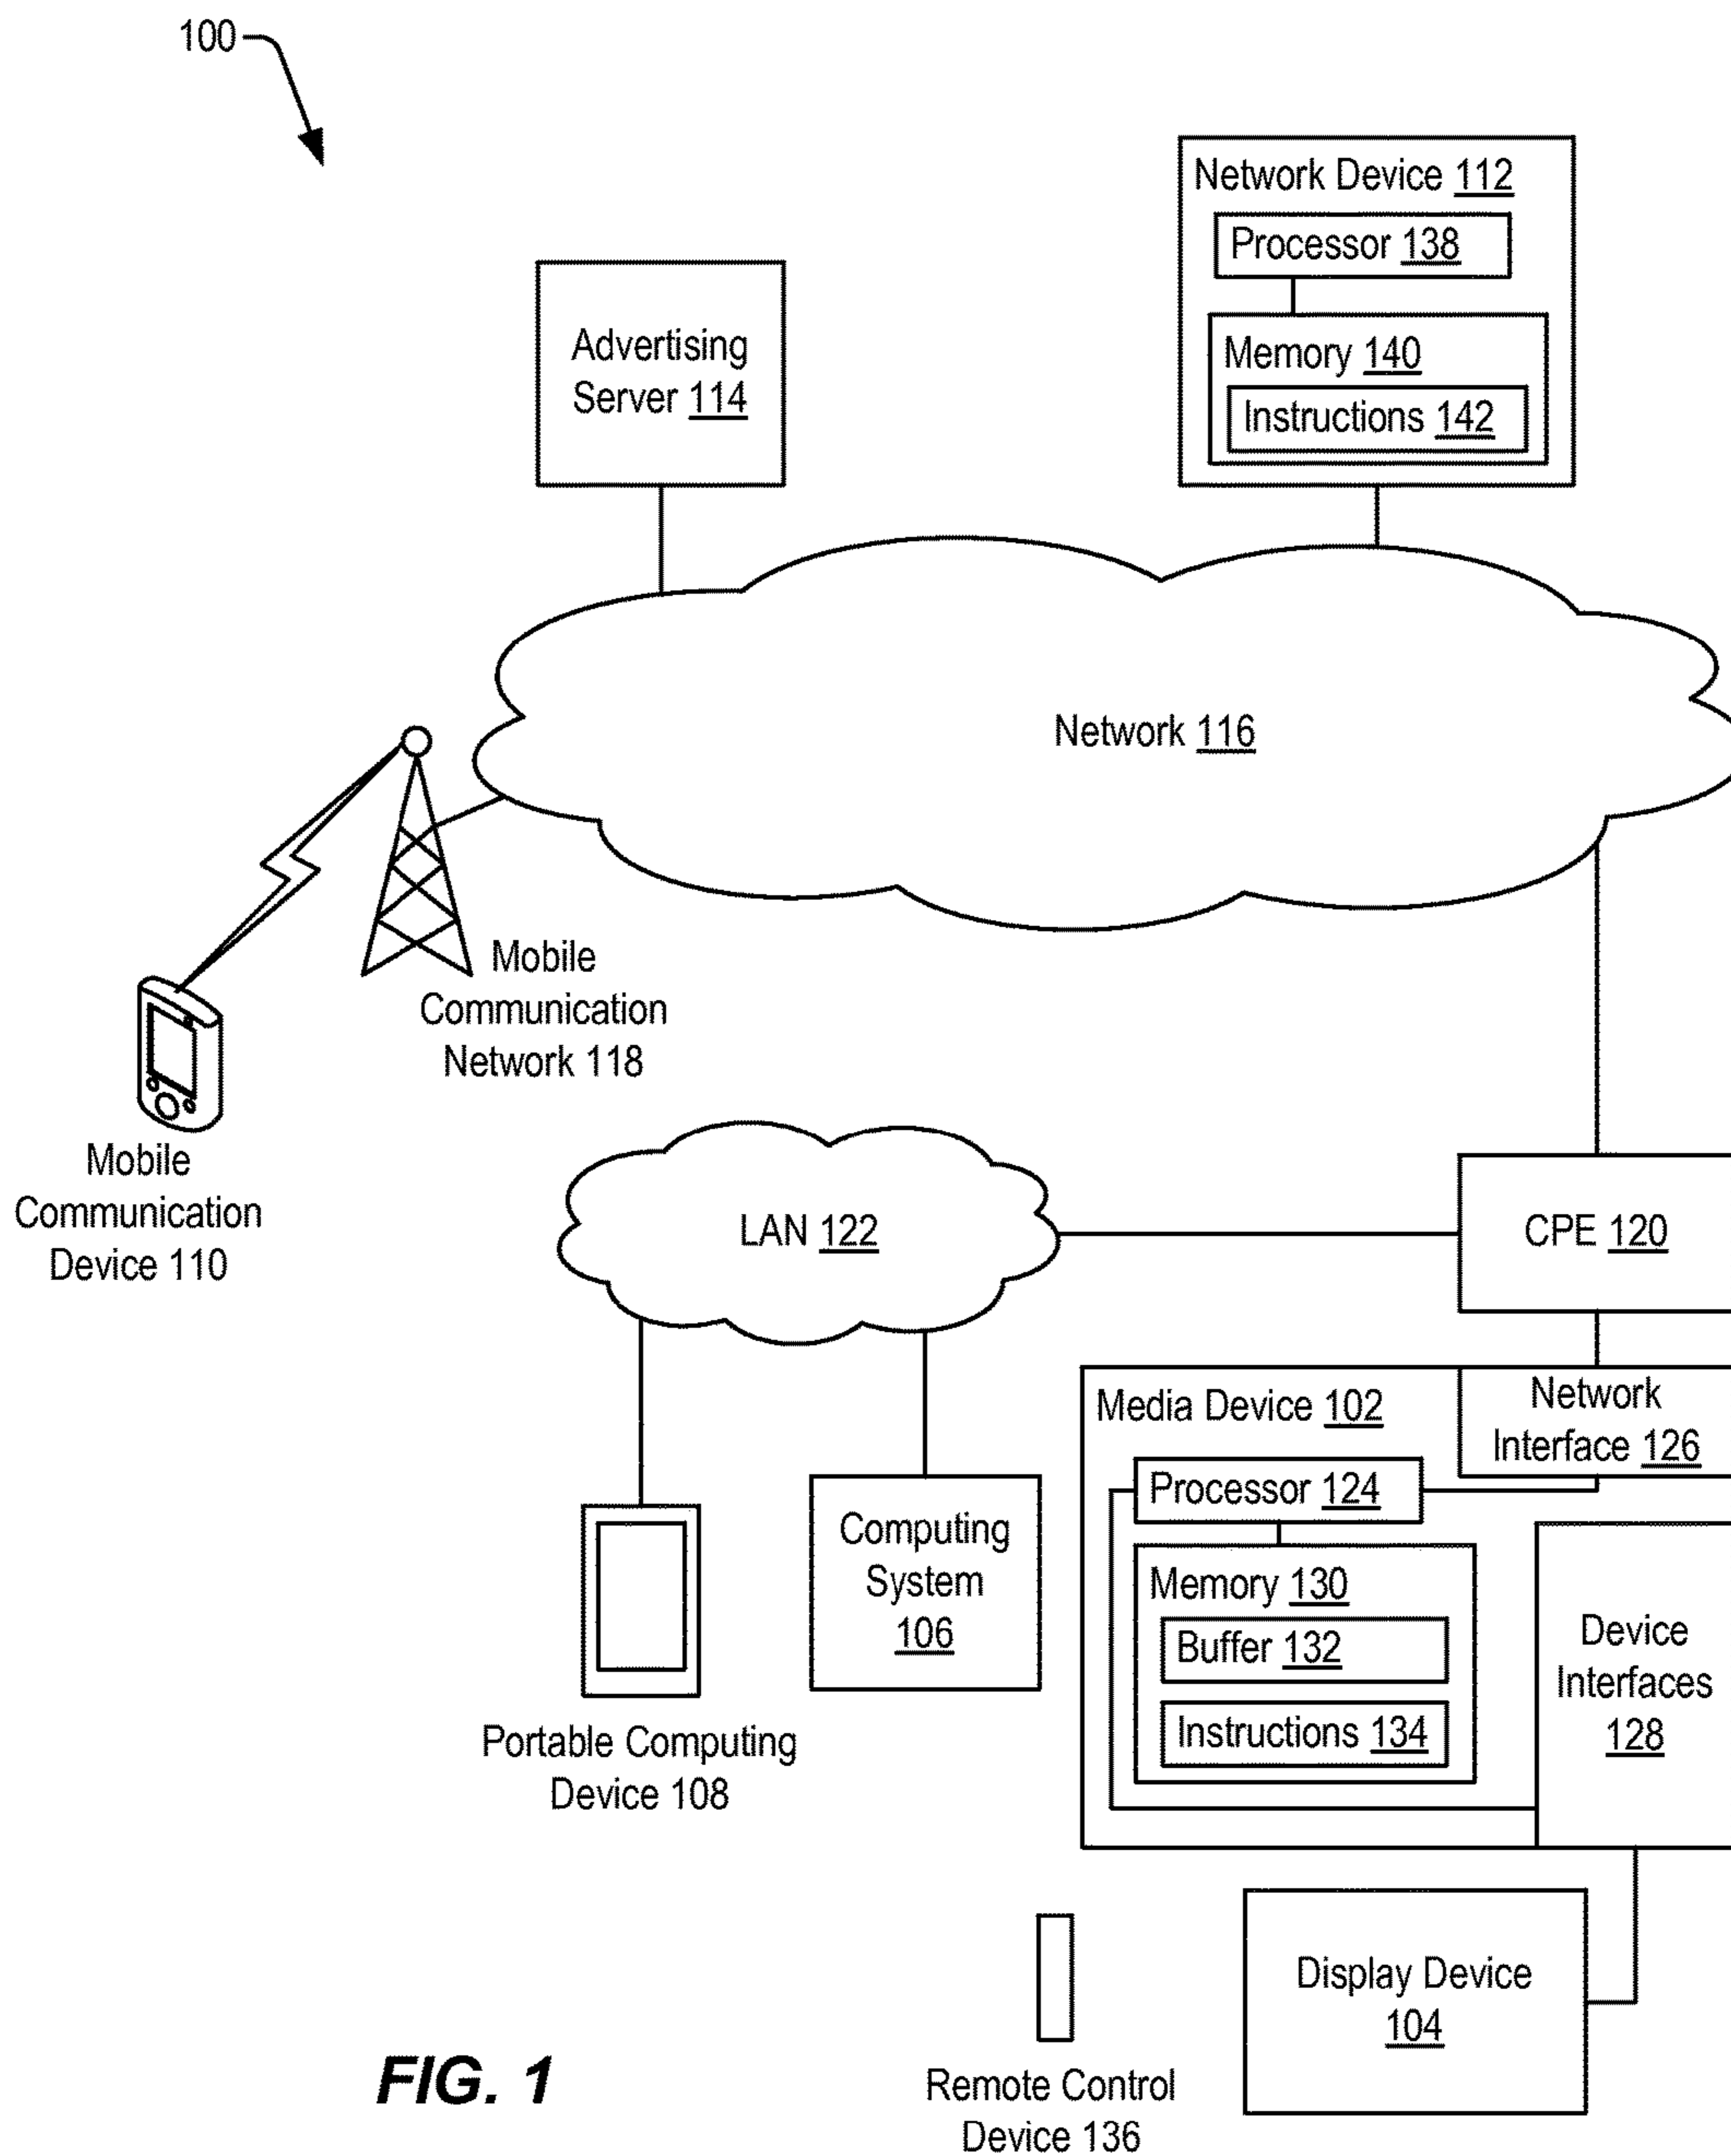 100
Network Device 112
Processor 138
Memory 140
Instructions 142
Advertising
Server 114
Network 116
Mobile
Communication
Network 118
Mobile
Communication
Device 110
LAN 122
CPE 120
Network
Interface 126
Media Device 102
Processor 124
Memory 130
Buffer 132
Instructions 134
Device
Interfaces
128
Computing
System
106
Portable Computing
Device 108
Display Device
104
Remote Control
Device 136
FIG. 1